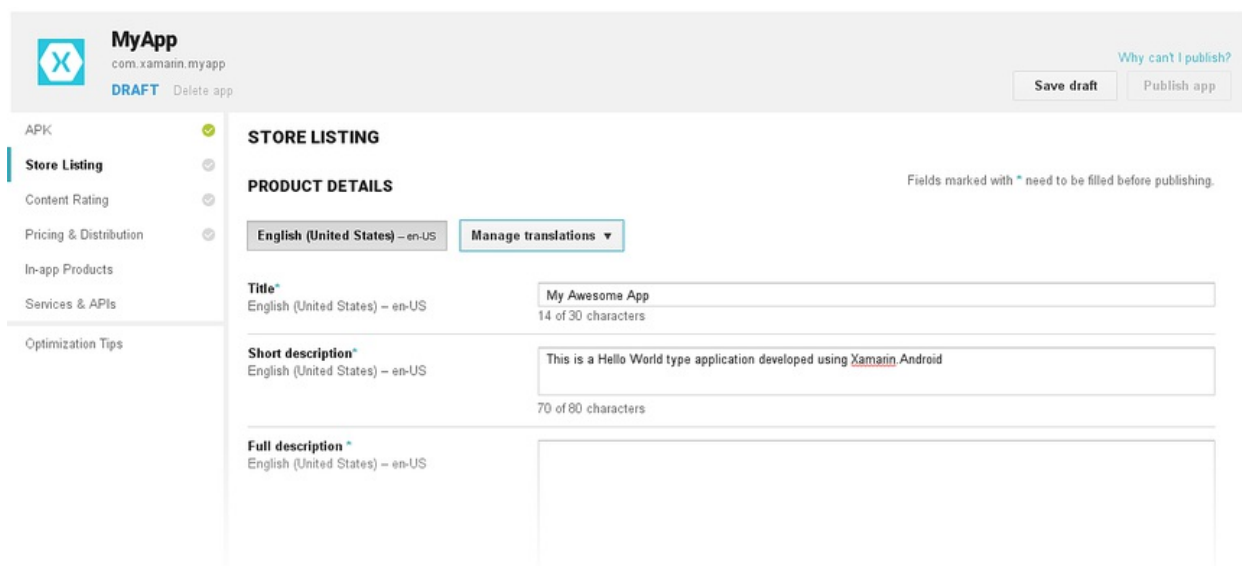 MyApp
com.xamarin.myapp
DRAFT Delete app
Why can't I publish?
Save draft Publish app
APK
Store Listing
Content Rating
Pricing & Distribution
In-app Products
Services & APIs
Optimization Tips
STORE LISTING
PRODUCT DETAILS
Fields marked with * need to be filled before publishing.
English (United States) – en-US Manage translations ▼
Title*
English (United States) – en-US
My Awesome App
14 of 30 characters
Short description*
English (United States) – en-US
This is a Hello World type application developed using Xamarin.Android
70 of 80 characters
Full description *
English (United States) – en-US